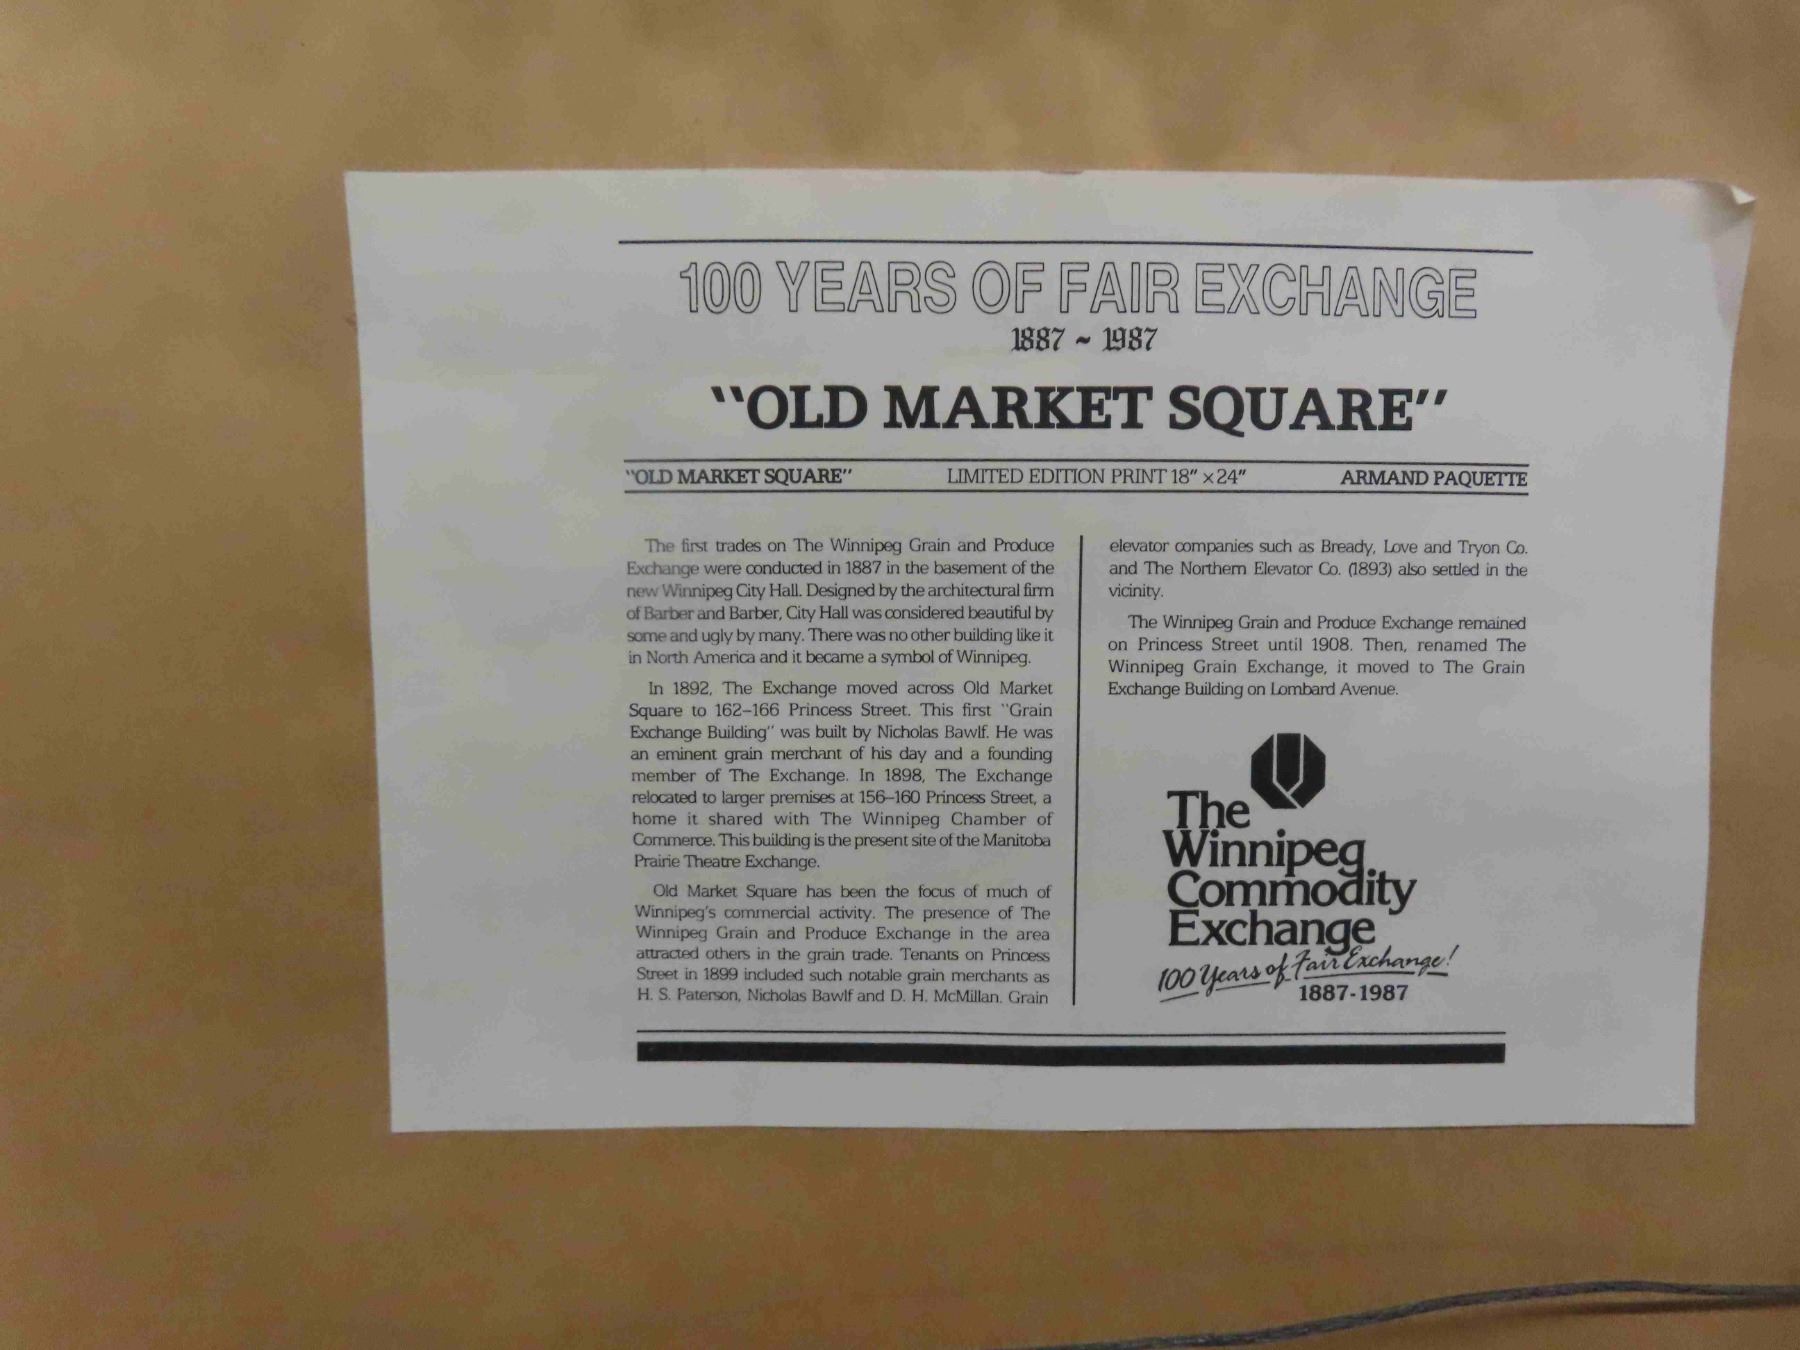 100 YEARS OF FAIR EXCHANGE
1887 ~ 1987
"OLD MARKET SQUARE"
"OLD MARKET SQUARE" LIMITED EDITION PRINT 18" x 24" ARMAND PAQUETTE
The first trades on The Winnipeg Grain and Produce
Exchange were conducted in 1887 in the basement of the
new Winnipeg City Hall. Designed by the architectural firm
of Barber and Barber, City Hall was considered beautiful by
some and ugly by many. There was no other building like it
in North America and it became a symbol of Winnipeg.
In 1892, The Exchange moved across Old Market
Square to 162–166 Princess Street. This first "Grain
Exchange Building" was built by Nicholas Bawlf. He was
an eminent grain merchant of his day and a founding
member of The Exchange. In 1898, The Exchange
relocated to larger premises at 156–160 Princess Street, a
home it shared with The Winnipeg Chamber of
Commerce. This building is the present site of the Manitoba
Prairie Theatre Exchange.
Old Market Square has been the focus of much of
Winnipeg's commercial activity. The presence of The
Winnipeg Grain and Produce Exchange in the area
attracted others in the grain trade. Tenants on Princess
Street in 1899 included such notable grain merchants as
H. S. Paterson, Nicholas Bawlf and D. H. McMillan. Grain
elevator companies such as Bready, Love and Tryon Co.
and The Northern Elevator Co. (1893) also settled in the
vicinity.
The Winnipeg Grain and Produce Exchange remained
on Princess Street until 1908. Then, renamed The
Winnipeg Grain Exchange, it moved to The Grain
Exchange Building on Lombard Avenue.
The
Winnipeg
Commodity
Exchange
100 Years of Fair Exchange!
1887-1987